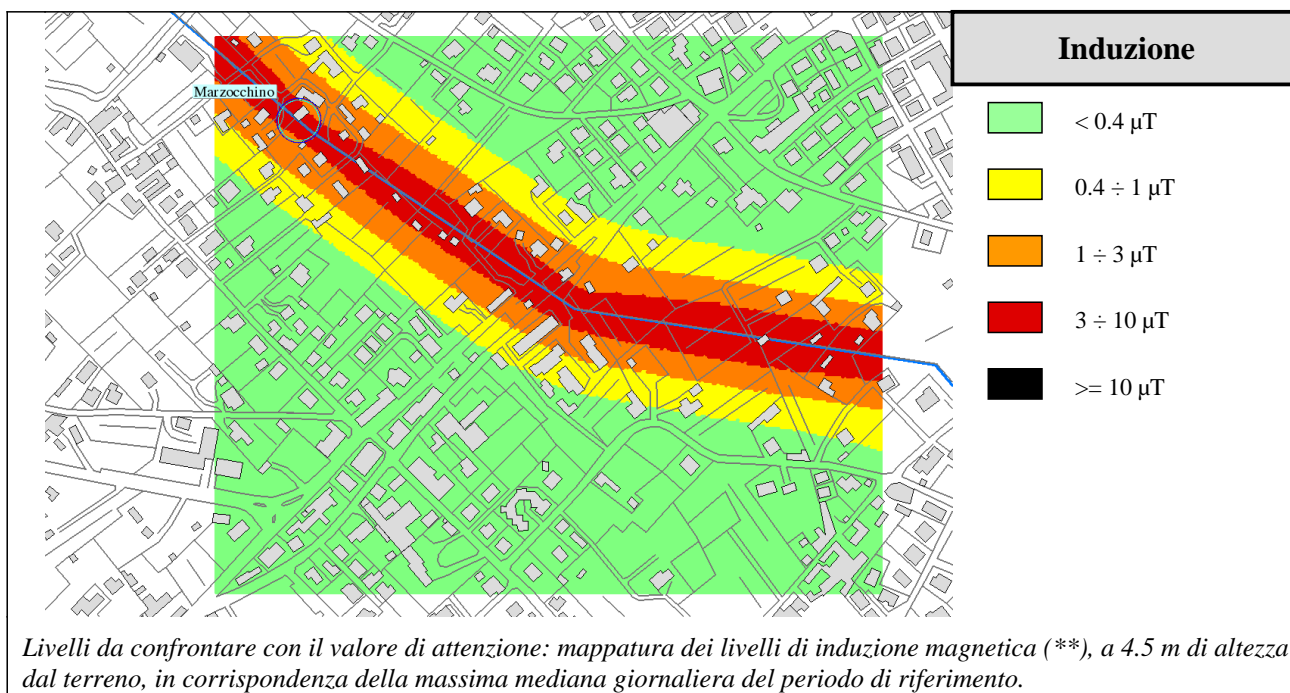 Marzocchino
Induzione
< 0.4 µT
0.4 ÷ 1 µT
1 ÷ 3 µT
3 ÷ 10 µT
>= 10 µT
Livelli da confrontare con il valore di attenzione: mappatura dei livelli di induzione magnetica (**), a 4.5 m di altezza
dal terreno, in corrispondenza della massima mediana giornaliera del periodo di riferimento.